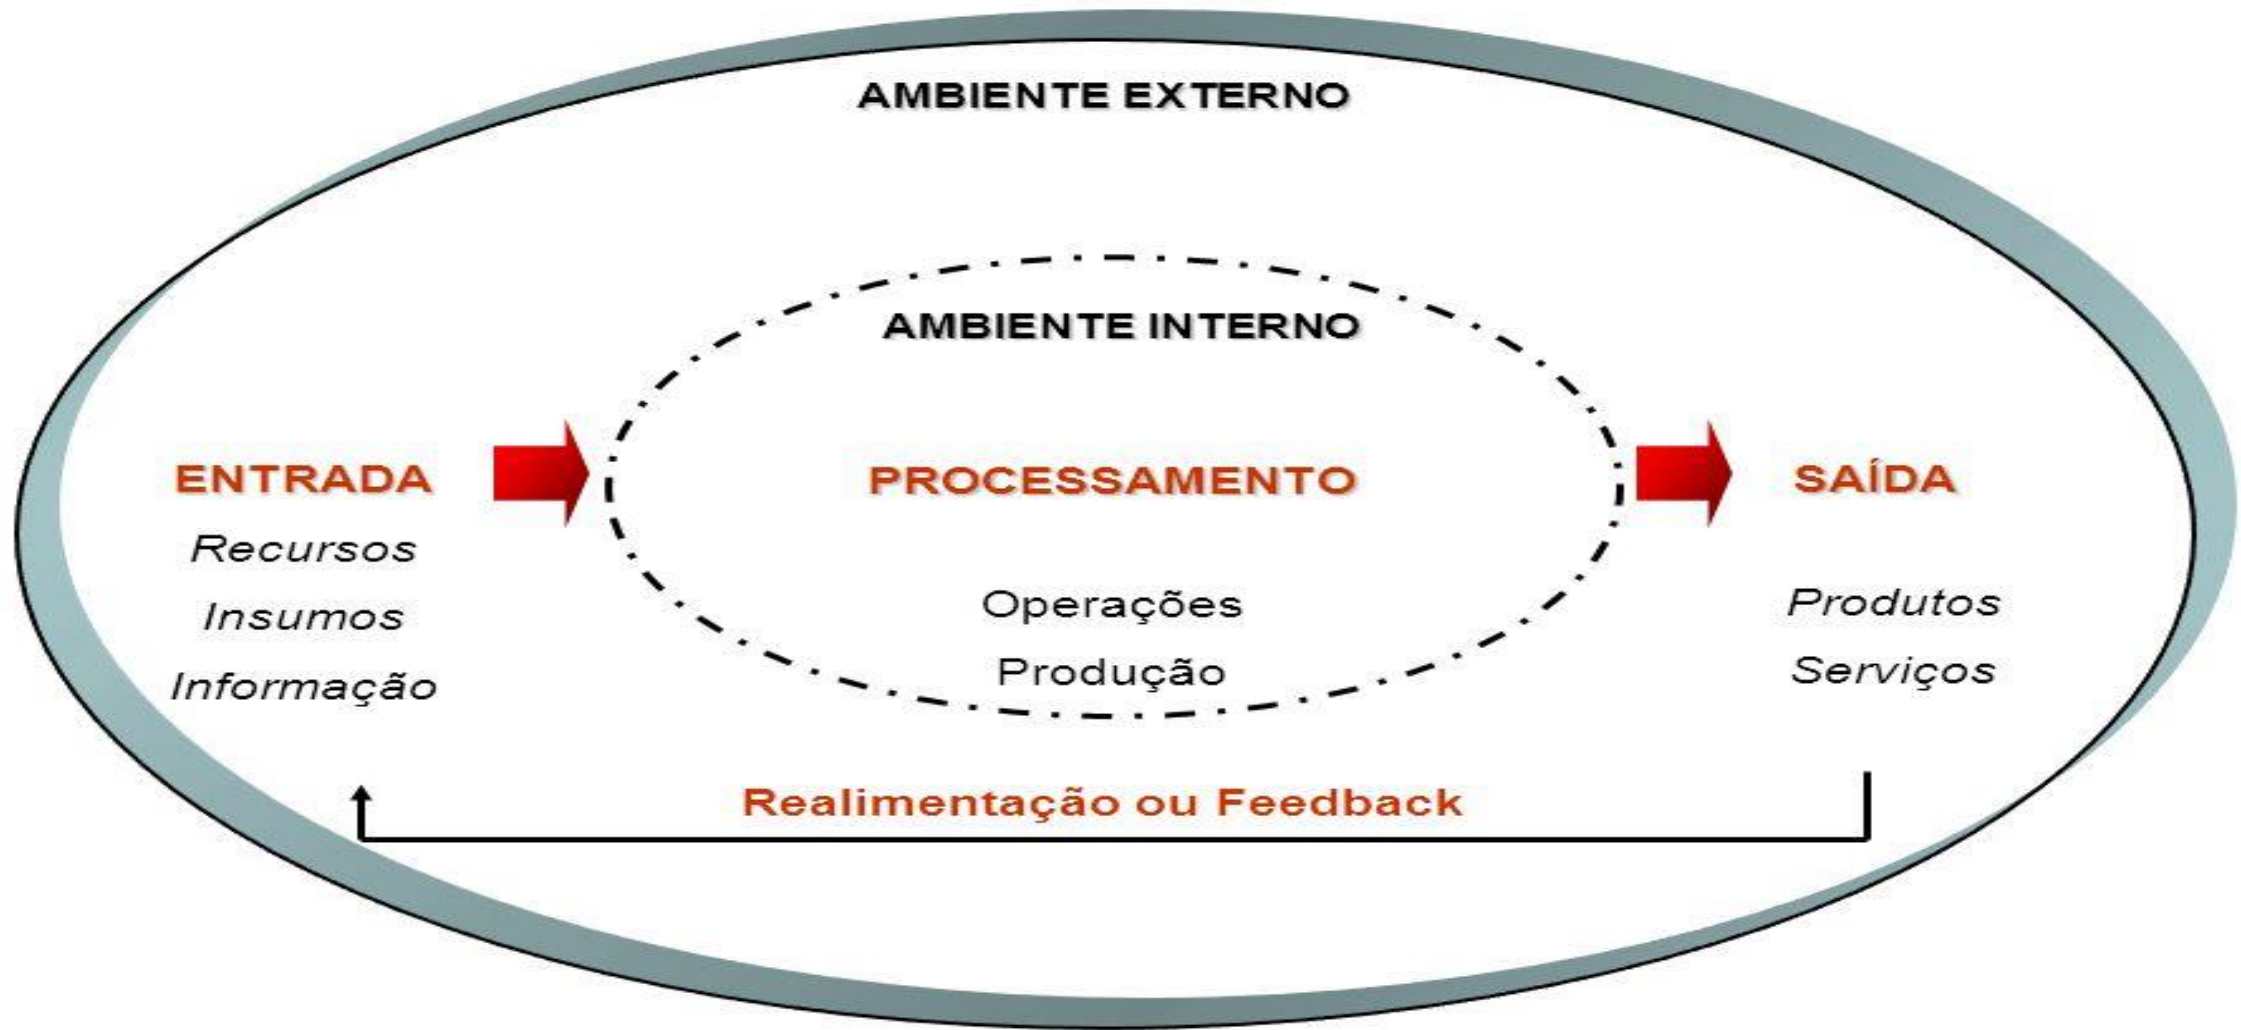 AMBIENTE EXTERNO
AMBIENTE INTERNO
ENTRADA
Recursos
Insumos
Informação
PROCESSAMENTO
Operações
Produção
SAÍDA
Produtos
Serviços
Realimentação ou Feedback